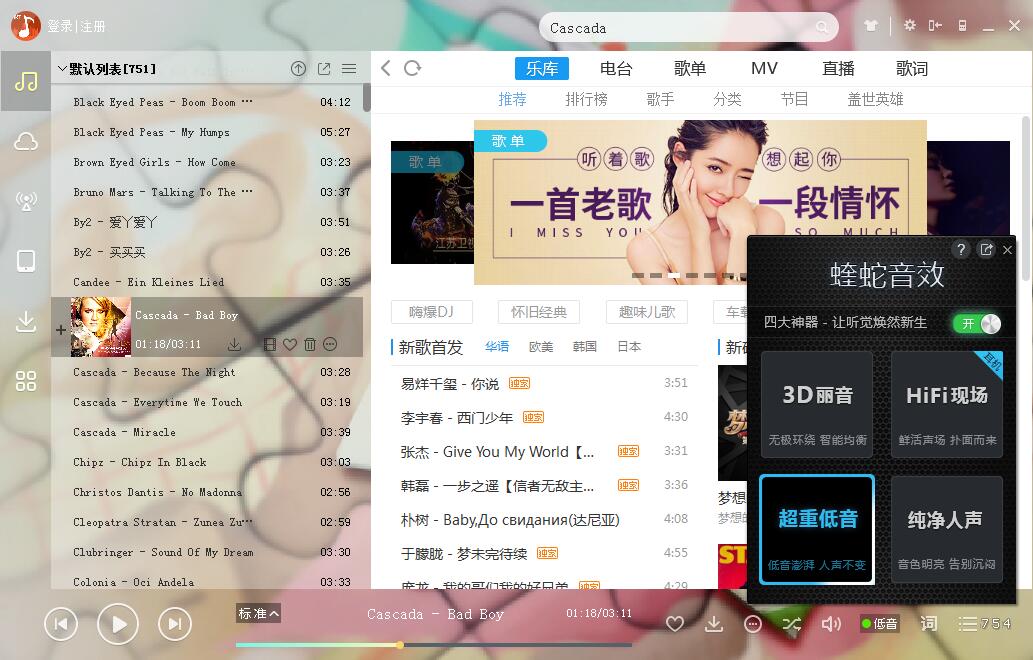 登录|注册
Cascada
默认列表[751]
Black Eyed Peas - Boom Boom ... 04:12
Black Eyed Peas - My Humps 05:27
Brown Eyed Girls - How Come 03:23
Bruno Mars - Talking To The ... 03:37
By2 - 爱丫爱丫 03:51
By2 - 买买买 03:26
Candee - Ein Kleines Lied 03:35
Cascada - Bad Boy
01:18/03:11
Cascada - Because The Night 03:28
Cascada - Everytime We Touch 03:19
Cascada - Miracle 03:39
Chipz - Chipz In Black 03:03
Christos Dantis - No Madonna 02:56
Cleopatra Stratan - Zunea Zu... 02:59
Clubringer - Sound Of My Dream 03:30
Colonia - Oci Andela 03:33
乐库 电台 歌单 MV 直播 歌词
推荐 排行榜 歌手 分类 节目 盖世英雄
歌单
江苏卫
歌单
听着歌 想起你
一首老歌 一段情怀
I MISS YOU SO MUCH
嗨爆DJ 怀旧经典 趣味儿歌 车载
新歌首发 华语 欧美 韩国 日本
易烊千玺 - 你说 独家 3:51
李宇春 - 西门少年 独家 4:30
张杰 - Give You My World【... 独家 3:31
韩磊 - 一步之遥【信者无敌主... 独家 3:36
朴树 - Baby,До свидания(达尼亚) 4:08
于朦胧 - 梦未完待续 独家 4:55
庞龙 - 我的哥们我的好兄弟 独家 4:29
新
梦想
梦想的
ST
蝰蛇音效
四大神器 - 让听觉焕然新生 开
3D丽音
无极环绕 智能均衡
耳机
HiFi现场
鲜活声场 扑面而来
超重低音
低音澎湃 人声不变
纯净人声
音色明亮 告别沉闷
标准
Cascada - Bad Boy 01:18/03:11
低音 词 754